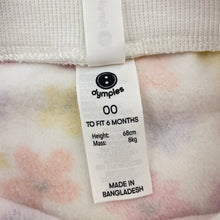 dymples
00
TO FIT 6 MONTHS
Height: 68cm
Mass: 8kg
MADE IN
BANGLADESH